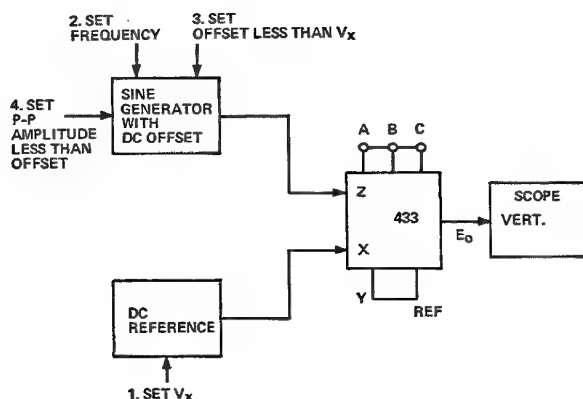 2. SET
FREQUENCY
3. SET
OFFSET LESS THAN Vx
4. SET
P-P
AMPLITUDE
LESS THAN
OFFSET
SINE
GENERATOR
WITH
DC OFFSET
A B C
Z
433
X
Y
REF
Eo
SCOPE
VERT.
DC
REFERENCE
1. SET Vx